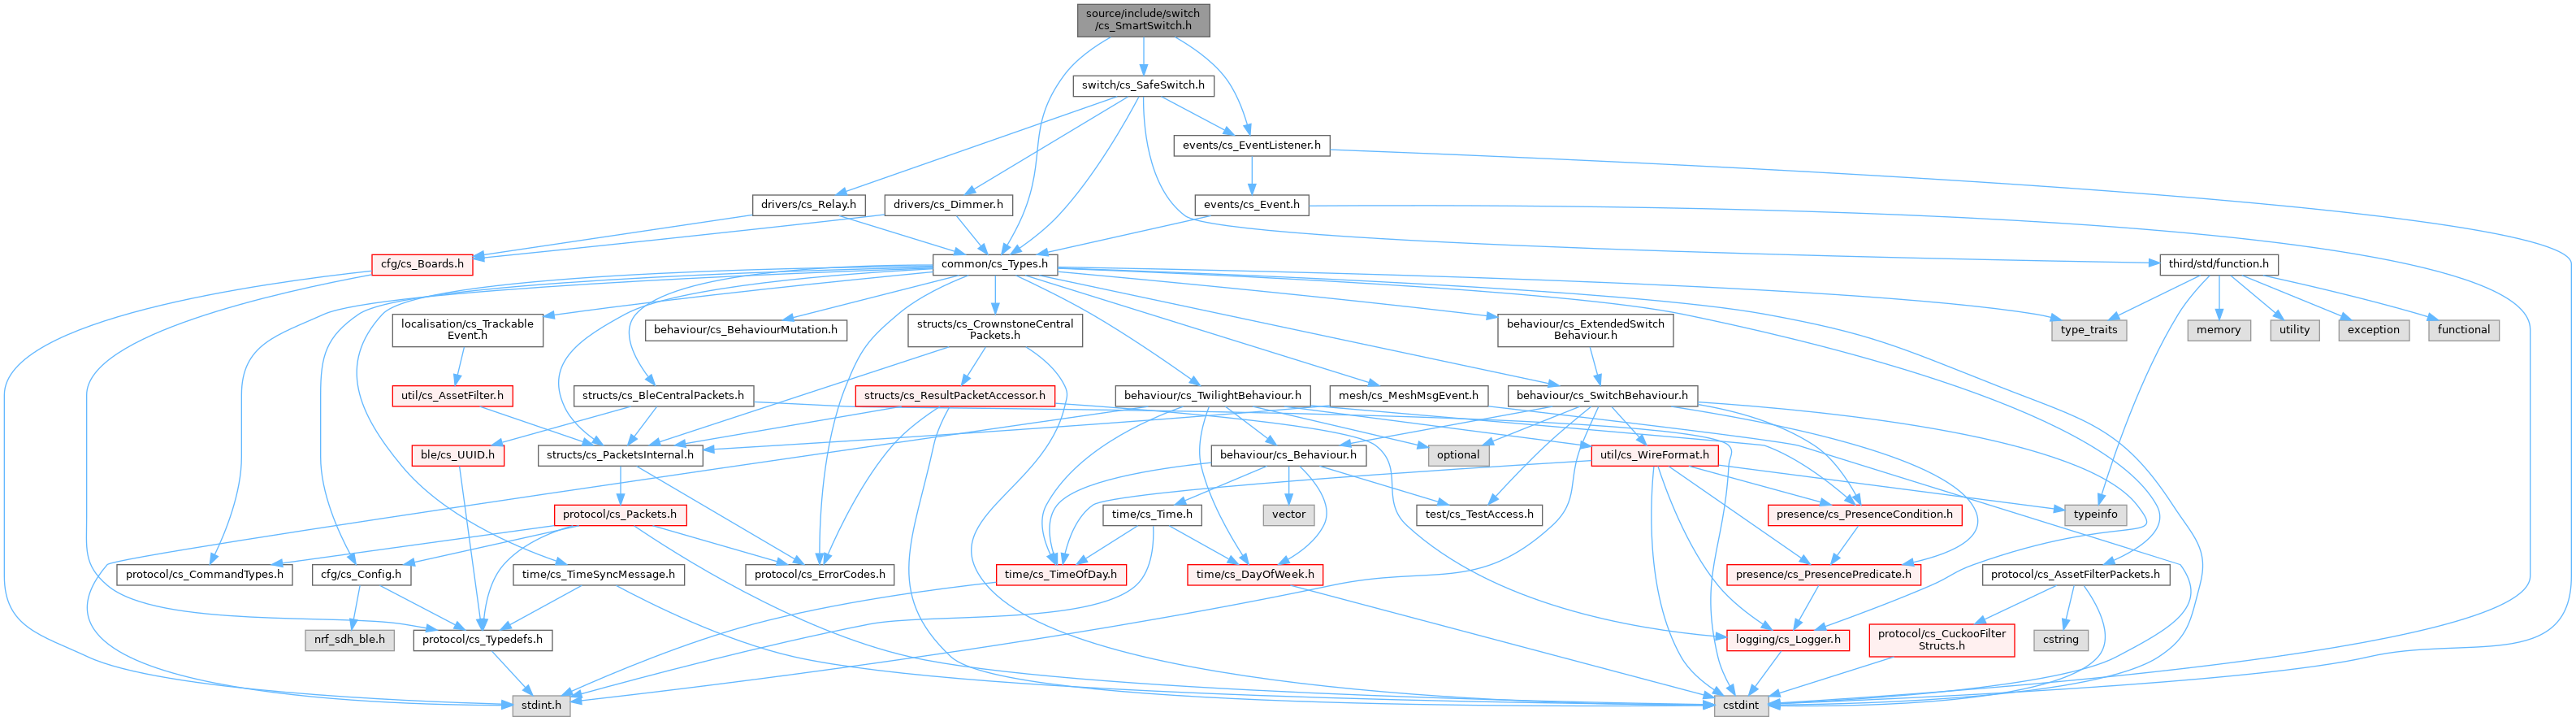 source/include/switch
/cs_SmartSwitch.h
switch/cs_SafeSwitch.h
events/cs_EventListener.h
drivers/cs_Relay.h
drivers/cs_Dimmer.h
events/cs_Event.h
cfg/cs_Boards.h
common/cs_Types.h
third/std/function.h
localisation/cs_Trackable
Event.h
behaviour/cs_BehaviourMutation.h
structs/cs_CrownstoneCentral
Packets.h
behaviour/cs_ExtendedSwitch
Behaviour.h
type_traits
memory
utility
exception
functional
util/cs_AssetFilter.h
structs/cs_BleCentralPackets.h
structs/cs_ResultPacketAccessor.h
behaviour/cs_TwilightBehaviour.h
mesh/cs_MeshMsgEvent.h
behaviour/cs_SwitchBehaviour.h
ble/cs_UUID.h
structs/cs_PacketsInternal.h
behaviour/cs_Behaviour.h
optional
util/cs_WireFormat.h
protocol/cs_Packets.h
time/cs_Time.h
vector
test/cs_TestAccess.h
presence/cs_PresenceCondition.h
typeinfo
protocol/cs_CommandTypes.h
cfg/cs_Config.h
time/cs_TimeSyncMessage.h
protocol/cs_ErrorCodes.h
time/cs_TimeOfDay.h
time/cs_DayOfWeek.h
presence/cs_PresencePredicate.h
protocol/cs_AssetFilterPackets.h
nrf_sdh_ble.h
protocol/cs_Typedefs.h
logging/cs_Logger.h
protocol/cs_CuckooFilter
Structs.h
cstring
stdint.h
cstdint